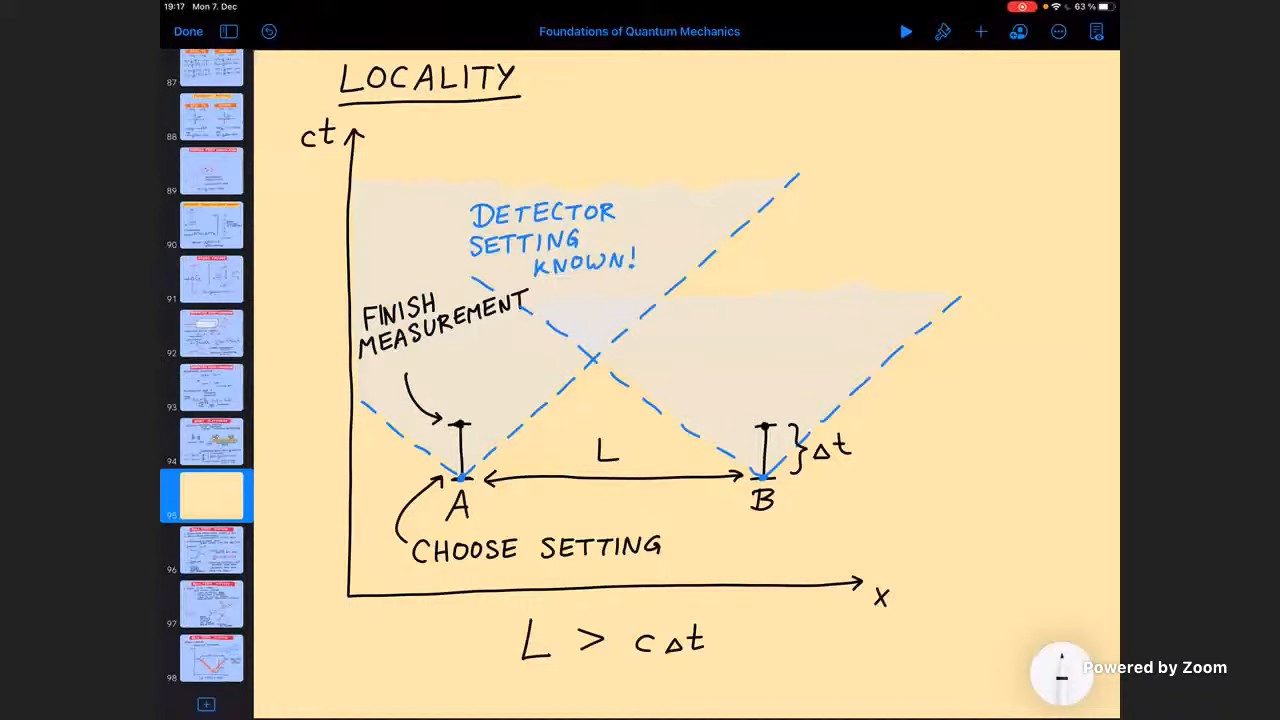 19:17 Mon 7. Dec
63 %
Done
Foundations of Quantum Mechanics
LOCALITY
ct
DETECTOR
SETTING
KNOWN!
FINISH
MEASUREMENT
L
Δt
A
B
CHOOSE SETTING
x
L > cΔt
87
88
89
90
91
92
93
94
95
96
97
98
Powered by Zoom